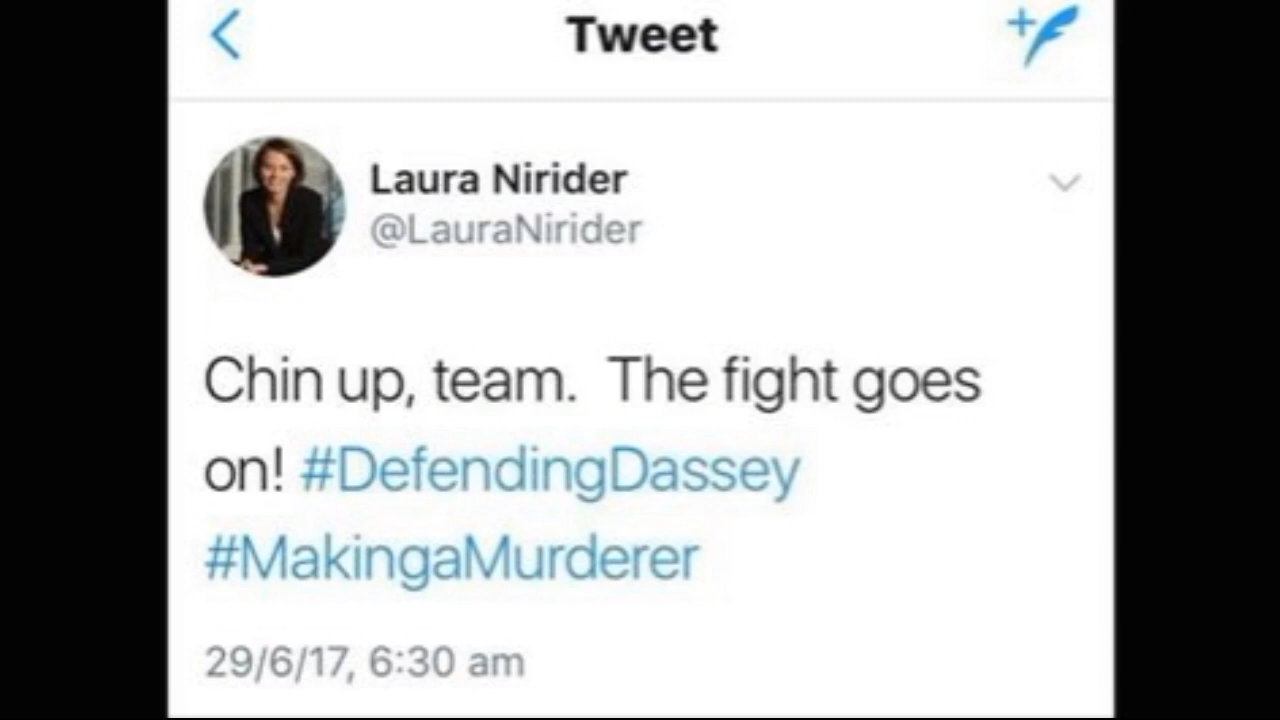 Tweet
Laura Nirider
@LauraNirider
Chin up, team.  The fight goes
on! #DefendingDassey
#MakingaMurderer
29/6/17, 6:30 am